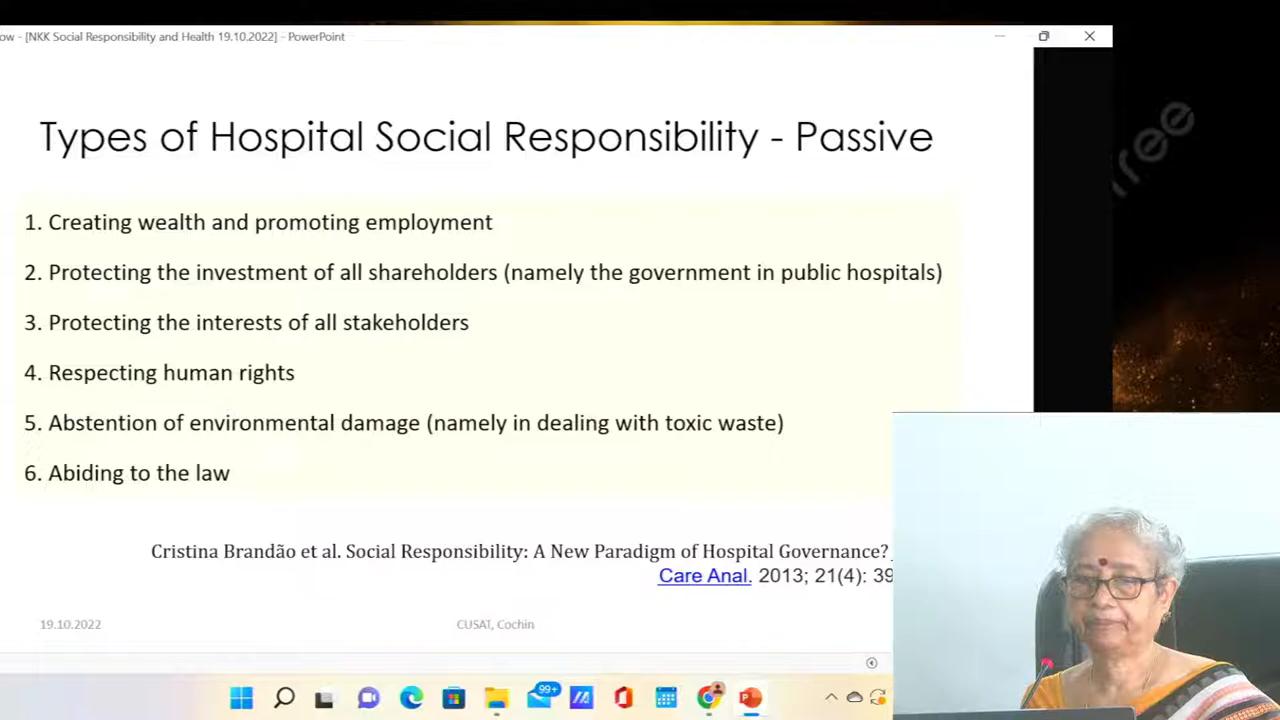 ow - [NKK Social Responsibility and Health 19.10.2022] - PowerPoint
Types of Hospital Social Responsibility - Passive
1. Creating wealth and promoting employment
2. Protecting the investment of all shareholders (namely the government in public hospitals)
3. Protecting the interests of all stakeholders
4. Respecting human rights
5. Abstention of environmental damage (namely in dealing with toxic waste)
6. Abiding to the law
Cristina Brandão et al. Social Responsibility: A New Paradigm of Hospital Governance?
Care Anal. 2013; 21(4): 39
19.10.2022
CUSAT, Cochin
99+
free